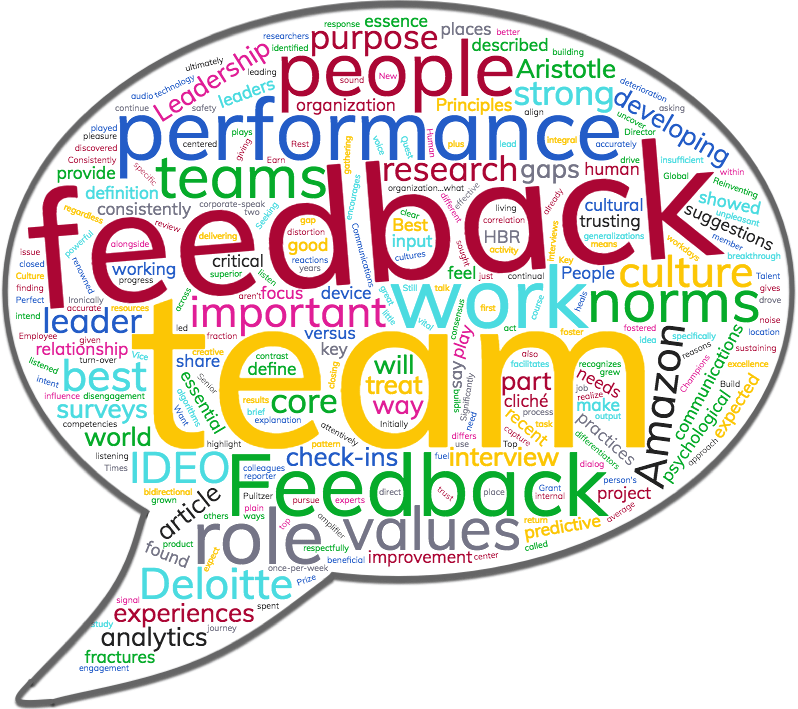 response
essence
places
better
researchers
purpose
described
building
identified
ultimately
Leadership
people
Aristotle
leading
sound
New
audio technology
leaders
organization
Principles
strong
deterioration
continue
safety
align
developing
asking
uncover
played
pleasure
performance
Director
discovered
centered
plays
giving
Rest
gathering
voice
Quest
Human
plus
lead
integral
accurately
Consistently
specific
Earn
research
gaps
human
drive
insufficient
within
provide
teams
Global
Reinventing
definition
corporate-speak
organization...what
effective
already
showed
unpleasant
regardless
consistently
two
Seeking
encourages
different
living
cultural
suggestions
powerful
review
gap
clear
Best
correlation
trusting
member
issue
alongside
delivering
distortion
input
HBR
interviews
generalizations
breakthrough
closed
renowned
critical
good
Communications
cultures
sought
activity
means
workdays
feedback
Culture
working
superior
listen
reactions
years
feel
just
continual
Key
People
culture
Talent
finding
progress
gives
Perfect
Ironically
accurate
resources
across
aren't
focus
device
great
little
Still
talk
first
course
heals
drove
intend
important
work
norms
noise
leader
led
fraction
versus
vital
consensus
act
foster
fostered
idea
specifically
location
Employee
given
turn-over
Vice
creative
key
say
play
also
facilitates
recognizes
grew
reasons
sustaining
relationship
share
contrast
define
closing
will
team
Amazon
Champions
excellence
listened
best
algorithms
Senior
treat
part
needs
job
realize
Build
intent
Want
results
brief
explanation
core
way
building
Significantly
need
cliché
process
make
output
communications
psychological
expected
influence
disengagement
essential
Initially
recent
task
differentiators
approach
surveys
competencies
highlight
pattern
attentively
differs
use
Top
capture
practices
world
listening
Times
IDEO
colleagues
reporter
check-ins
fuel
interview
dialog
bidirectional
grown
article
Pulitzer
Feedback
person's
project
others
plain
ways
pursue
experts
direct
trust
place
Grant
internal
average
product
found
expect
role
top
amplifier
values
return
predictive
called
respectfully
beneficial
improvement
center
once-per-week
Prize
Deloitte
signal
experiences
spent
study
analytics
journey
fractures
engagement